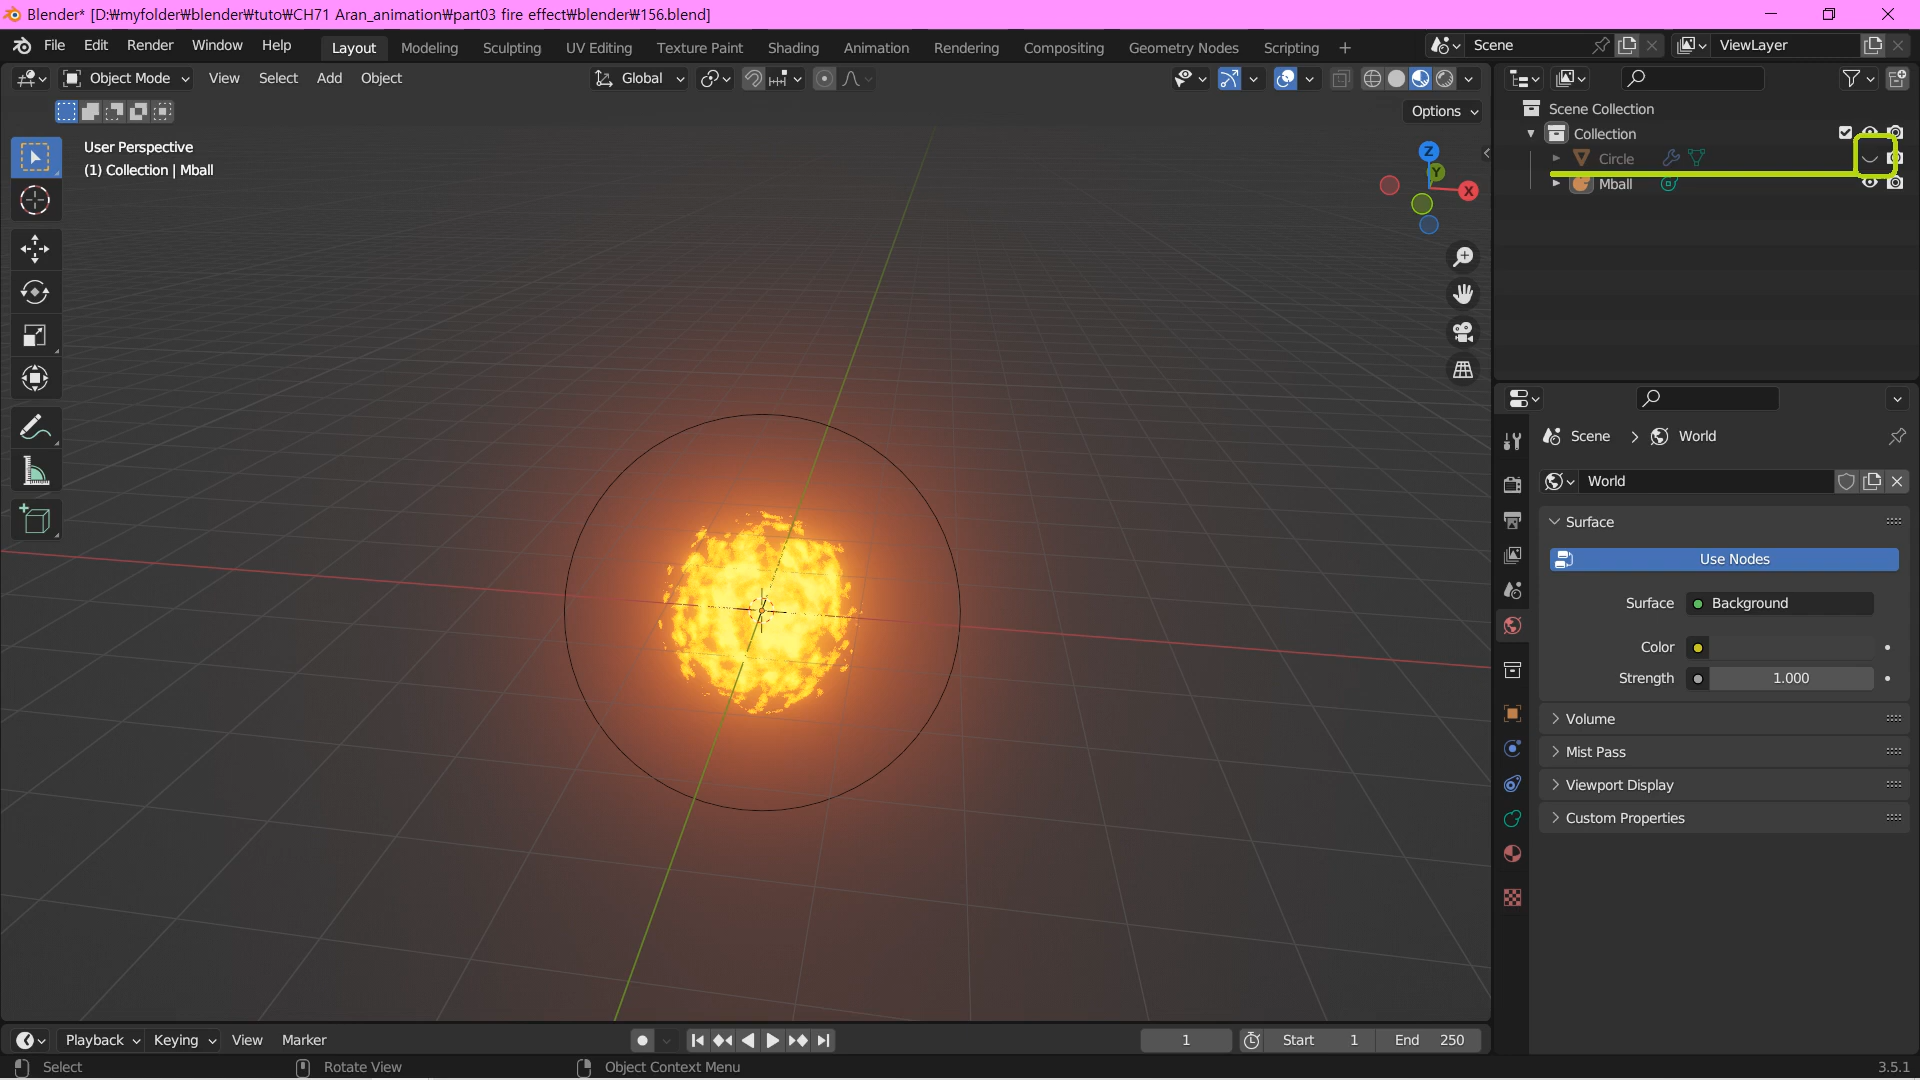 Blender* [D:₩myfolder₩blender₩tuto₩CH71 Aran_animation₩part03 fire effect₩blender₩156.blend]
File Edit Render Window Help Layout Modeling Sculpting UV Editing Texture Paint Shading Animation Rendering Compositing Geometry Nodes Scripting + Scene ViewLayer
Object Mode View Select Add Object Global
Options
User Perspective
(1) Collection | Mball
Z
Y
X
Scene Collection
Collection
Circle
Mball
Scene > World
World
Surface
Use Nodes
Surface Background
Color
Strength 1.000
Volume
Mist Pass
Viewport Display
Custom Properties
Playback Keying View Marker 1 Start 1 End 250
Select Rotate View Object Context Menu 3.5.1